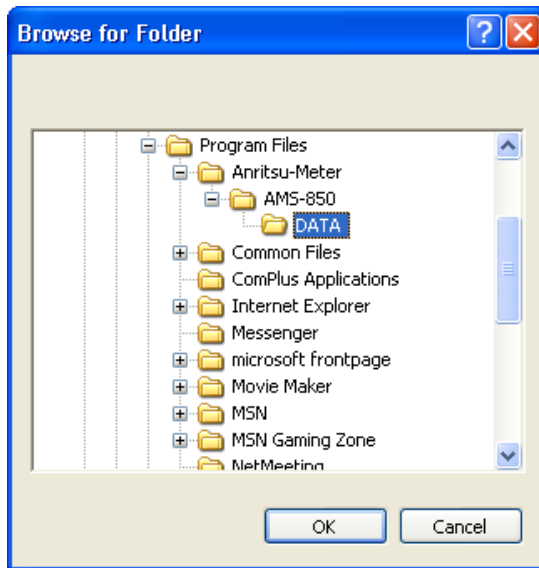 Browse for Folder
Program Files
Anritsu-Meter
AMS-850
DATA
Common Files
ComPlus Applications
Internet Explorer
Messenger
microsoft frontpage
Movie Maker
MSN
MSN Gaming Zone
NetMeeting
OK
Cancel